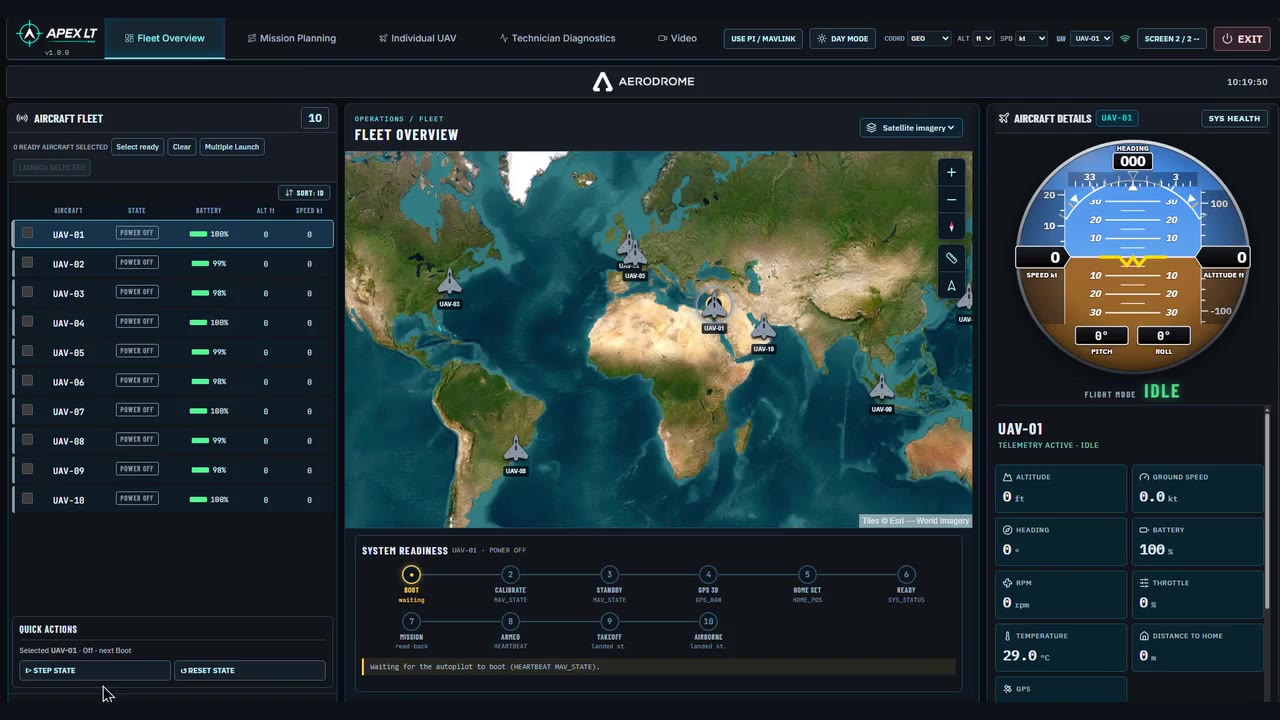 APEX LT
v1.0.0
Fleet Overview
Mission Planning
Individual UAV
Technician Diagnostics
Video
USE PI / MAVLINK
DAY MODE
COORD GEO
ALT ft
SPD kt
UAV UAV-01
SCREEN 2 / 2
EXIT
AERODROME
10:19:50
AIRCRAFT FLEET
10
0 READY AIRCRAFT SELECTED
Select ready
Clear
Multiple Launch
LAUNCH SELECTED
SORT: ID
AIRCRAFT STATE BATTERY ALT ft SPEED kt
UAV-01 POWER OFF 100% 0 0
UAV-02 POWER OFF 99% 0 0
UAV-03 POWER OFF 98% 0 0
UAV-04 POWER OFF 100% 0 0
UAV-05 POWER OFF 99% 0 0
UAV-06 POWER OFF 98% 0 0
UAV-07 POWER OFF 100% 0 0
UAV-08 POWER OFF 99% 0 0
UAV-09 POWER OFF 98% 0 0
UAV-10 POWER OFF 100% 0 0
QUICK ACTIONS
Selected UAV-01 · Off · next Boot
STEP STATE
RESET STATE
OPERATIONS / FLEET
FLEET OVERVIEW
Satellite imagery
UAV-05
UAV-03
UAV-01
UAV-10
UAV-09
UAV-08
Tiles © Esri — World Imagery
SYSTEM READINESS UAV-01 · POWER OFF
2 3 4 5 6
BOOT CALIBRATE STANDBY GPS 3D HOME SET READY
waiting MAV_STATE MAV_STATE GPS_RAW HOME_POS SYS_STATUS
7 8 9 10
MISSION ARMED TAKEOFF AIRBORNE
read-back HEARTBEAT landed st. landed st.
Waiting for the autopilot to boot (HEARTBEAT MAV_STATE).
AIRCRAFT DETAILS UAV-01
SYS HEALTH
HEADING
000
33 3
20 30 30 100
20 20
10 10 10
0 0
SPEED kt ALTITUDE ft
10 10
20 20
30 30 -100
0° 0°
PITCH ROLL
FLIGHT MODE IDLE
UAV-01
TELEMETRY ACTIVE · IDLE
ALTITUDE
0 ft
GROUND SPEED
0.0 kt
HEADING
0 °
BATTERY
100 %
RPM
0 rpm
THROTTLE
0 %
TEMPERATURE
29.0 °C
DISTANCE TO HOME
0 m
GPS